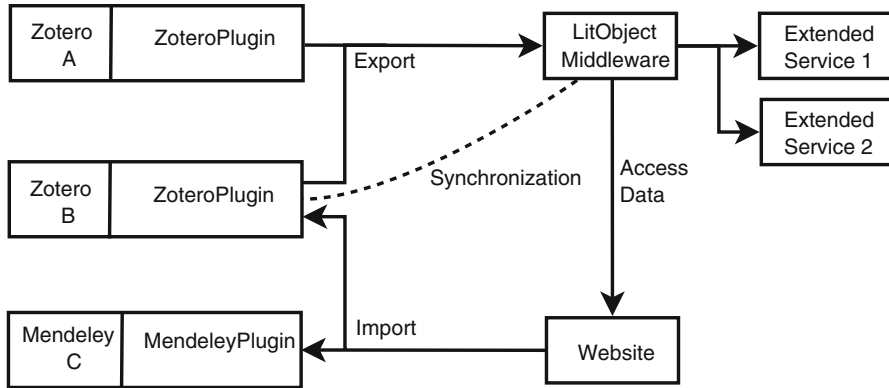 Zotero
A
ZoteroPlugin
Export
LitObject
Middleware
Extended
Service 1
Extended
Service 2
Zotero
B
ZoteroPlugin
Synchronization
Access
Data
Mendeley
C
MendeleyPlugin
Import
Website